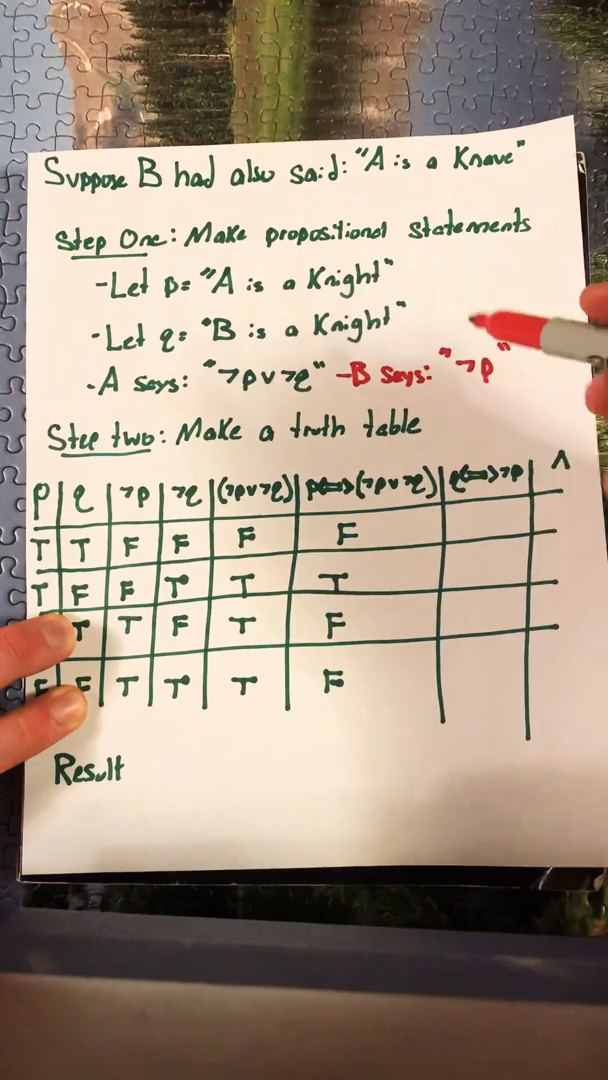 Suppose B had also said: "A is a Knave"
Step One: Make propositional statements
-Let p= "A is a Knight"
-Let q= "B is a Knight"
-A says: "¬p∨¬q" -B says: "¬p"
Step two: Make a truth table
p q ¬p ¬q (¬p∨¬q) p<=>(¬p∨¬q) q<=>¬p ∧
T T F F F F
T F F T T T
T T F T F
F F T T T F
Result